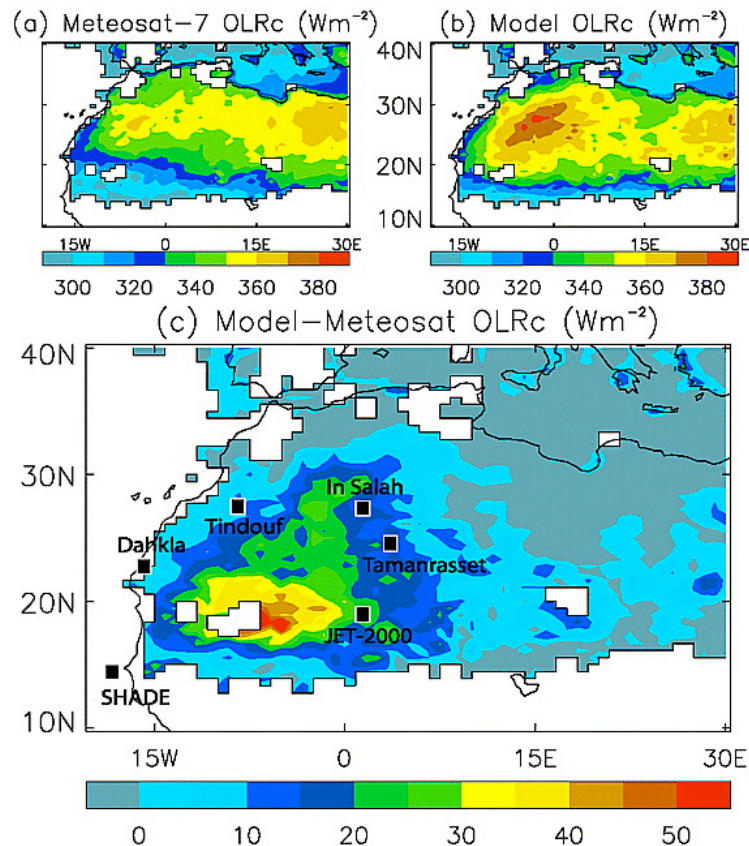 (a) Meteosat-7 OLRc (Wm⁻²)
(b) Model OLRc (Wm⁻²)
40N
30N
20N
10N
15W 0 15E 30E
15W 0 15E 30E
300 320 340 360 380
300 320 340 360 380
(c) Model-Meteosat OLRc (Wm⁻²)
40N
30N
In Salah
Tindouf
Dahkla
Tamanrasset
20N
JET-2000
SHADE
10N
15W 0 15E 30E
0 10 20 30 40 50